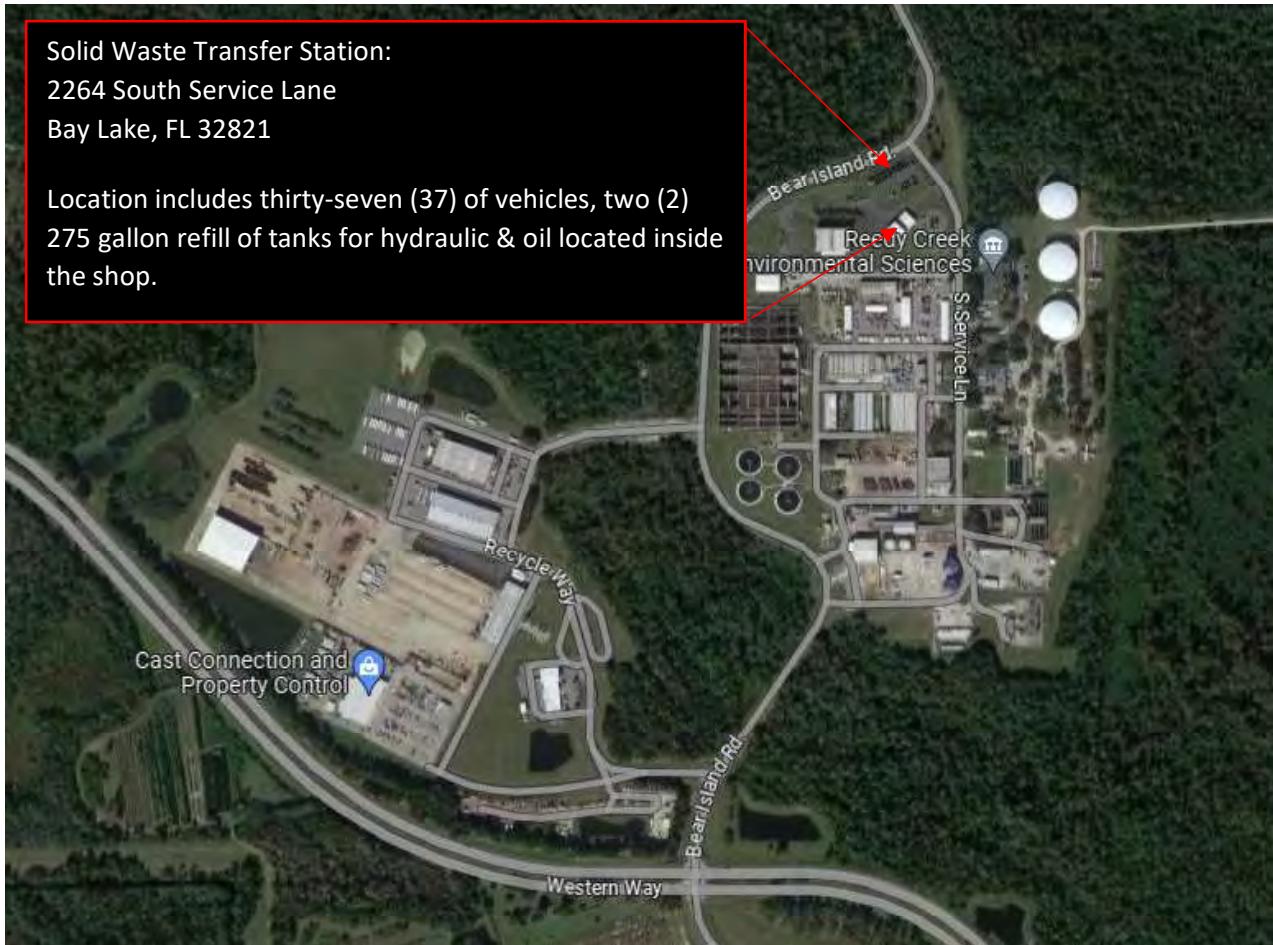 Solid Waste Transfer Station:
2264 South Service Lane
Bay Lake, FL 32821
Location includes thirty-seven (37) of vehicles, two (2)
275 gallon refill of tanks for hydraulic & oil located inside
the shop.
Bear Island Rd.
Reedy Creek
nvironmental Sciences
S Service Ln
Recycle Way
Cast Connection and
Property Control
Bear Island Rd.
Western Way